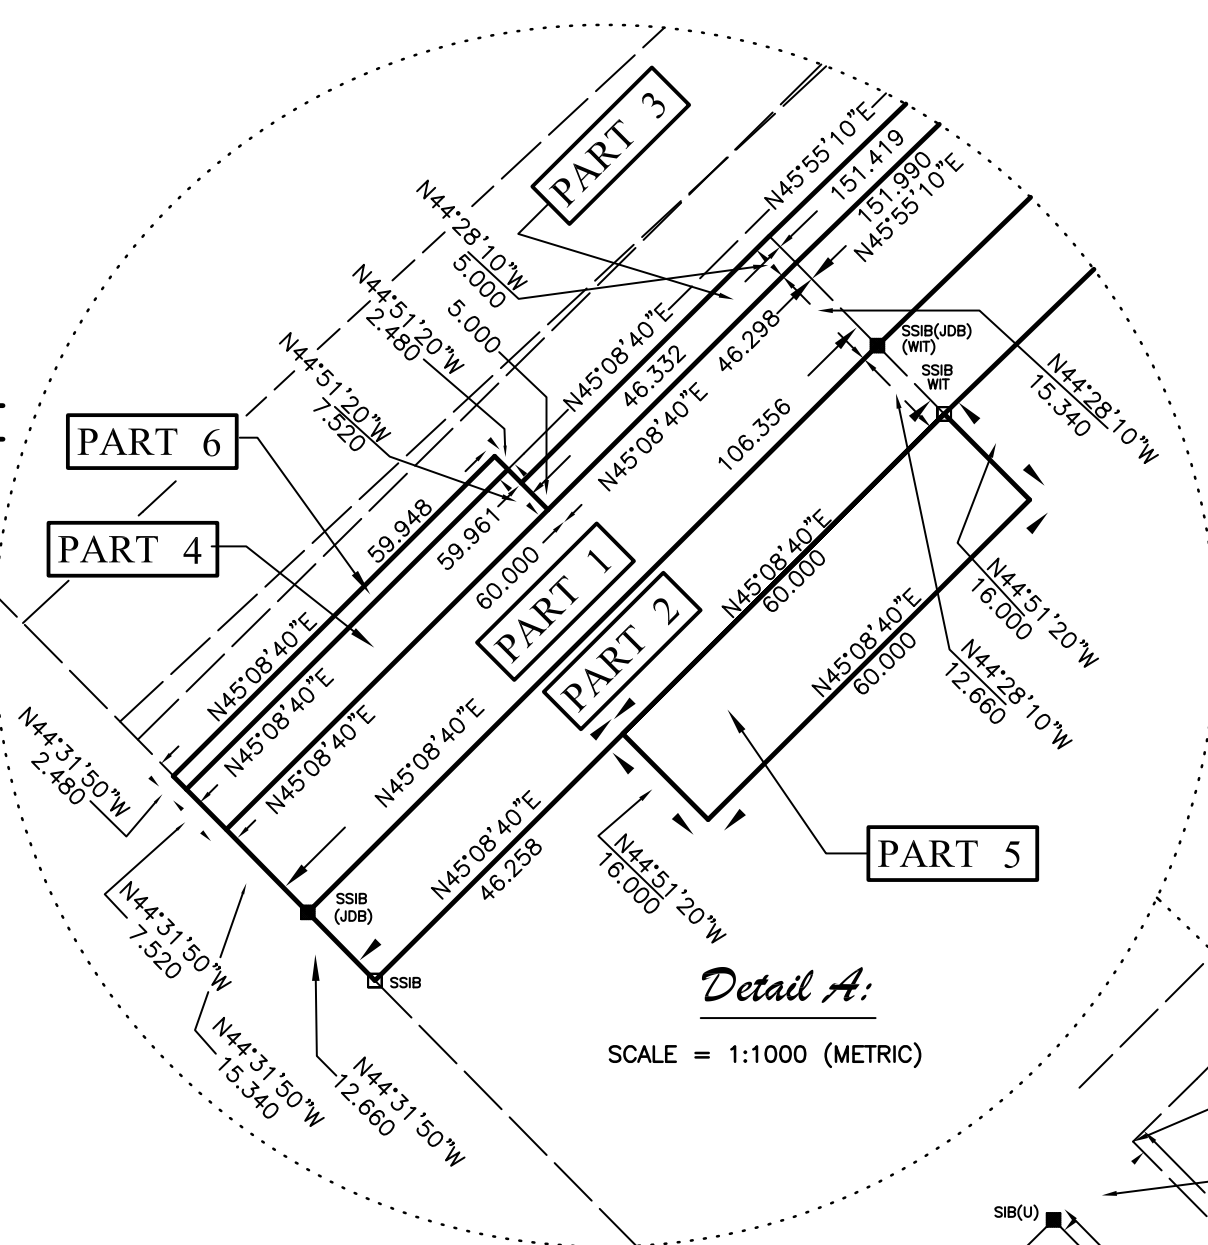 PART 3
N45°55'10"E
151.419
151.990
N45°55'10"E
N44°28'10"W
5.000
N44°51'20"W
2.480
5.000
N44°51'20"W
7.520
N45°08'40"E
46.332
46.298
N45°08'40"E
SSIB(JDB)
(WIT)
SSIB
WIT
N44°28'10"W
15.340
106.356
PART 6
PART 4
59.948
59.961
60.000
PART 1
PART 2
N45°08'40"E
60.000
N44°51'20"W
16.000
N45°08'40"E
60.000
N44°28'10"W
12.660
N45°08'40"E
N45°08'40"E
N45°08'40"E
N45°08'40"E
N44°31'50"W
2.480
N45°08'40"E
46.258
PART 5
N44°51'20"W
16.000
SSIB
(JDB)
SSIB
N44°31'50"W
7.520
N44°31'50"W
15.340
N44°31'50"W
12.660
Detail A:
SCALE = 1:1000 (METRIC)
SIB(U)